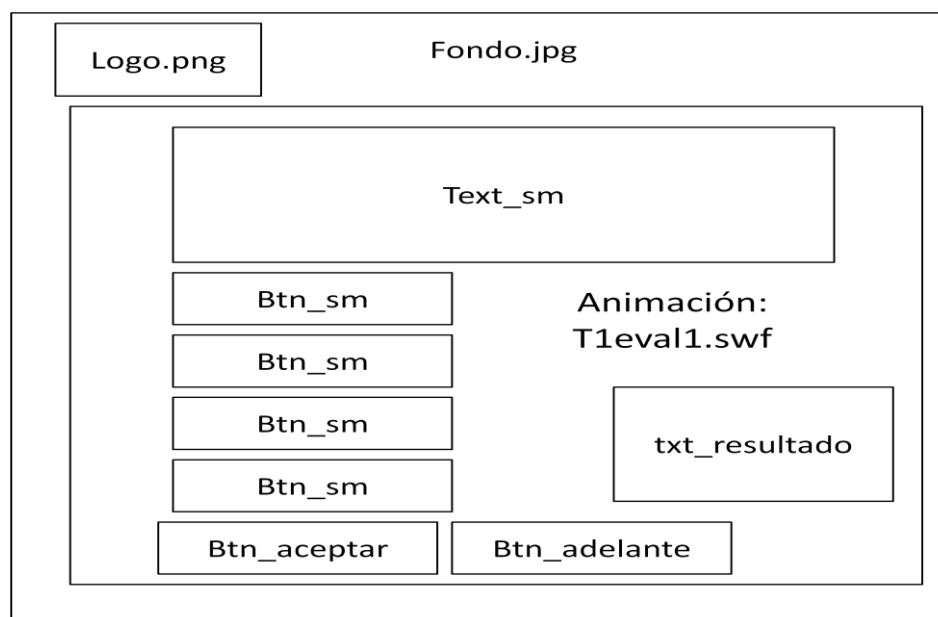 Logo.png
Fondo.jpg
Text_sm
Btn_sm
Animación:
T1eval1.swf
Btn_sm
Btn_sm
txt_resultado
Btn_sm
Btn_aceptar
Btn_adelante